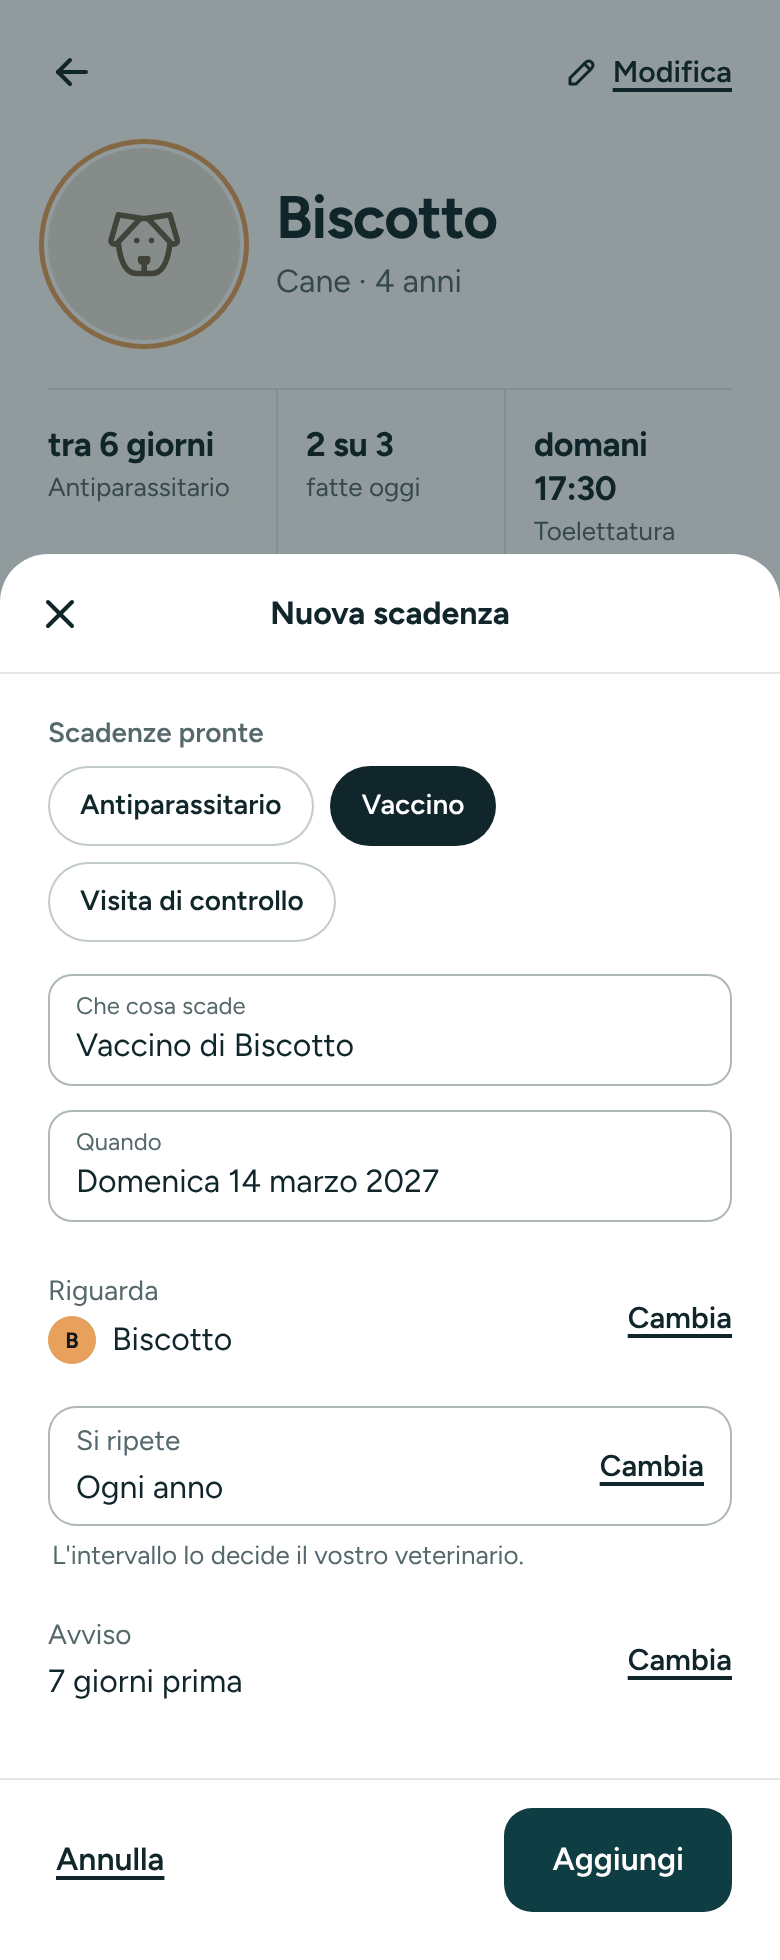 Modifica
Biscotto
Cane · 4 anni
tra 6 giorni
Antiparassitario
2 su 3
fatte oggi
domani
17:30
Toelettatura
Nuova scadenza
Scadenze pronte
Antiparassitario
Vaccino
Visita di controllo
Che cosa scade
Vaccino di Biscotto
Quando
Domenica 14 marzo 2027
Riguarda
B Biscotto
Cambia
Si ripete
Ogni anno
Cambia
L'intervallo lo decide il vostro veterinario.
Avviso
7 giorni prima
Cambia
Annulla
Aggiungi